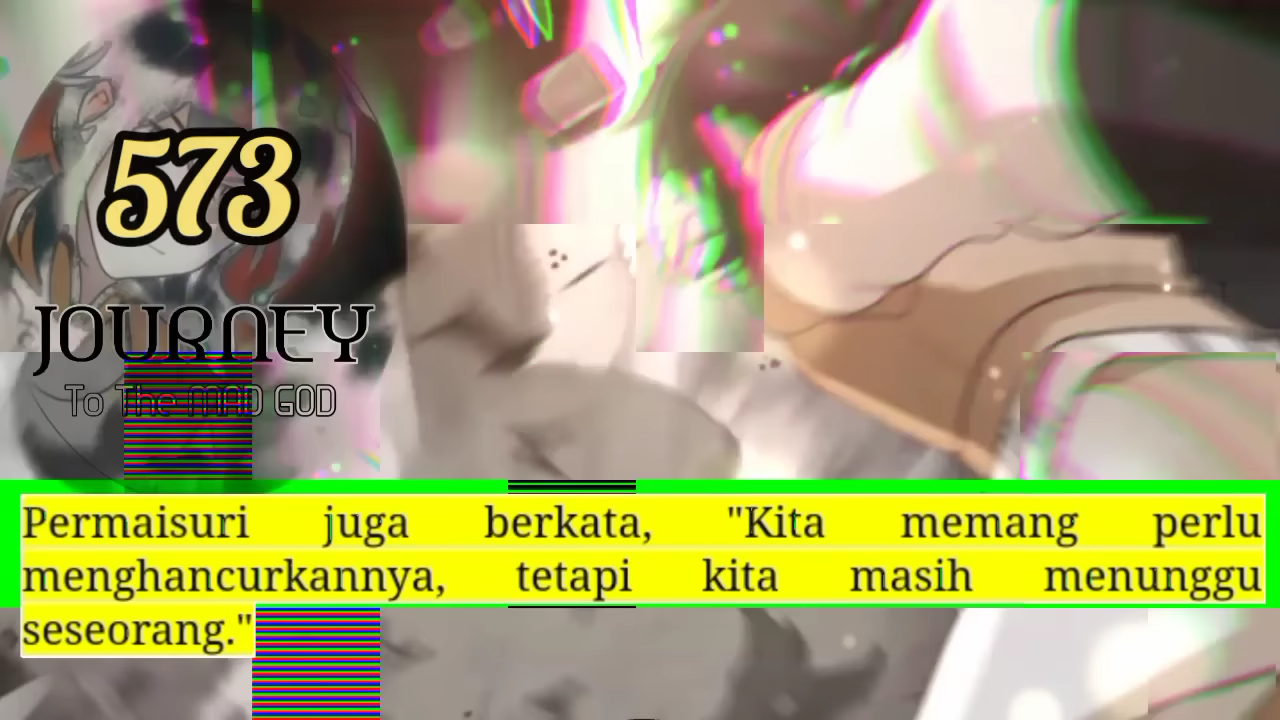 573
JOURNEY
To The MAD GOD
Permaisuri juga berkata, "Kita memang perlu
menghancurkannya, tetapi kita masih menunggu
seseorang."